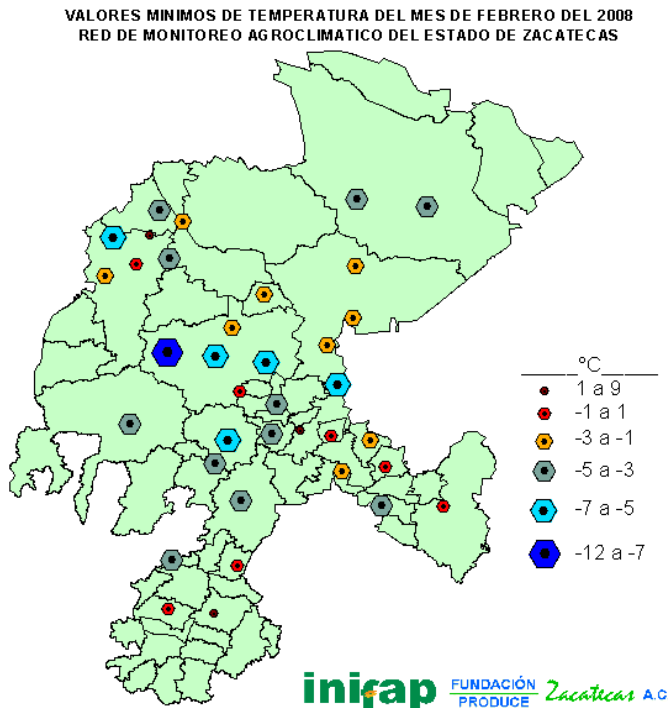 VALORES MINIMOS DE TEMPERATURA DEL MES DE FEBRERO DEL 2008
RED DE MONITOREO AGROCLIMATICO DEL ESTADO DE ZACATECAS
_____ºC_____
1 a 9
-1 a 1
-3 a -1
-5 a -3
-7 a -5
-12 a -7
inifap
FUNDACIÓN
PRODUCE
Zacatecas A.C